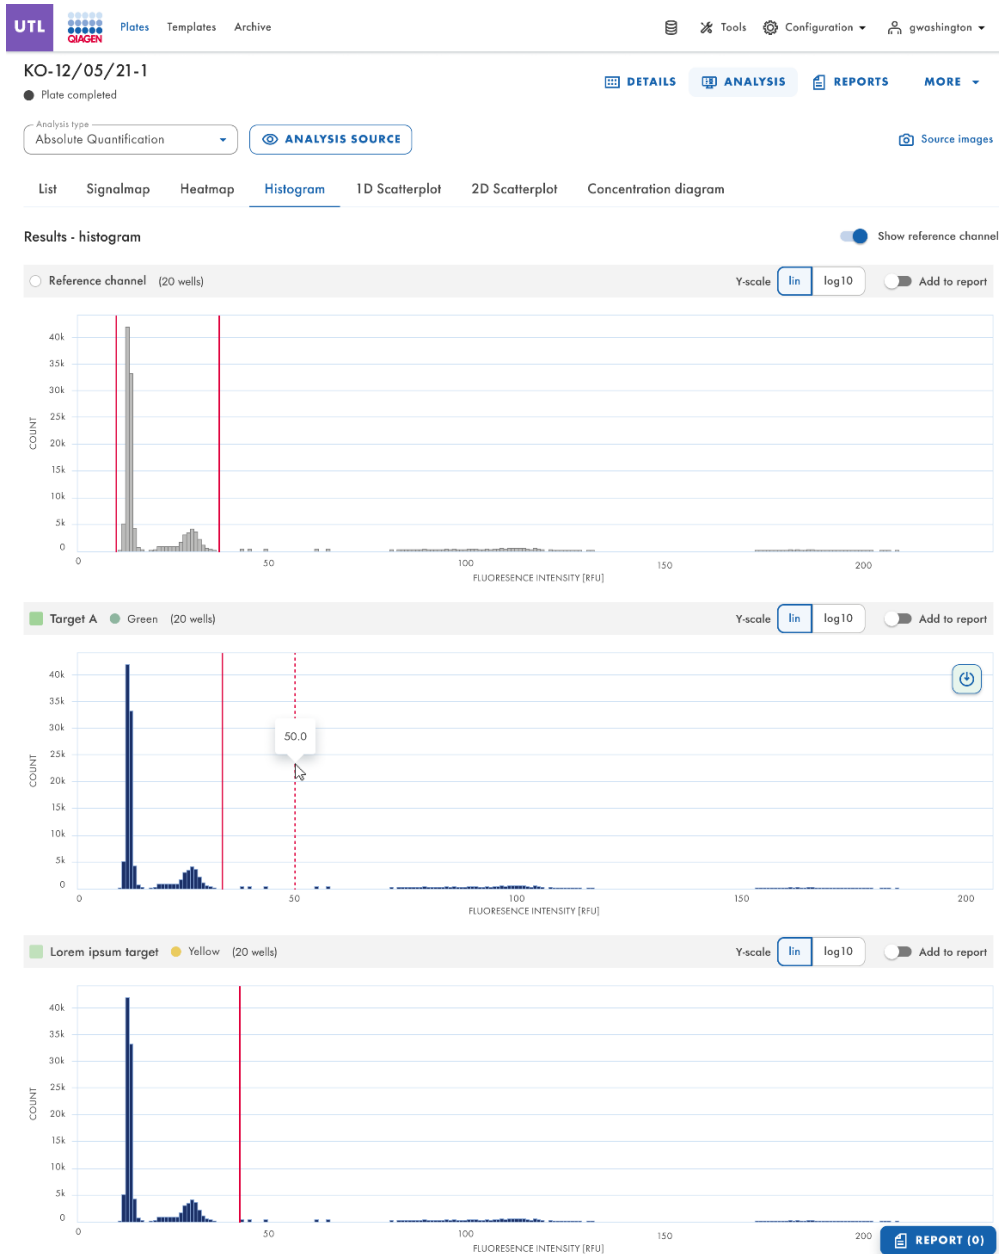 UTL QIAGEN Plates Templates Archive Tools Configuration gwashington
KO-12/05/21-1
Plate completed
DETAILS ANALYSIS REPORTS MORE
Analysis type
Absolute Quantification ANALYSIS SOURCE Source images
List Signalmap Heatmap Histogram 1D Scatterplot 2D Scatterplot Concentration diagram
Results - histogram Show reference channel
Reference channel (20 wells) Y-scale lin log10 Add to report
40k
35k
30k
25k
20k
15k
10k
5k
0
COUNT
0 50 100 150 200
FLUORESENCE INTENSITY [RFU]
Target A Green (20 wells) Y-scale lin log10 Add to report
40k
35k
30k
25k
20k
15k
10k
5k
0
COUNT
50.0
0 50 100 150 200
FLUORESENCE INTENSITY [RFU]
Lorem ipsum target Yellow (20 wells) Y-scale lin log10 Add to report
40k
35k
30k
25k
20k
15k
10k
5k
0
COUNT
0 50 100 150 200
FLUORESENCE INTENSITY [RFU]
REPORT (0)